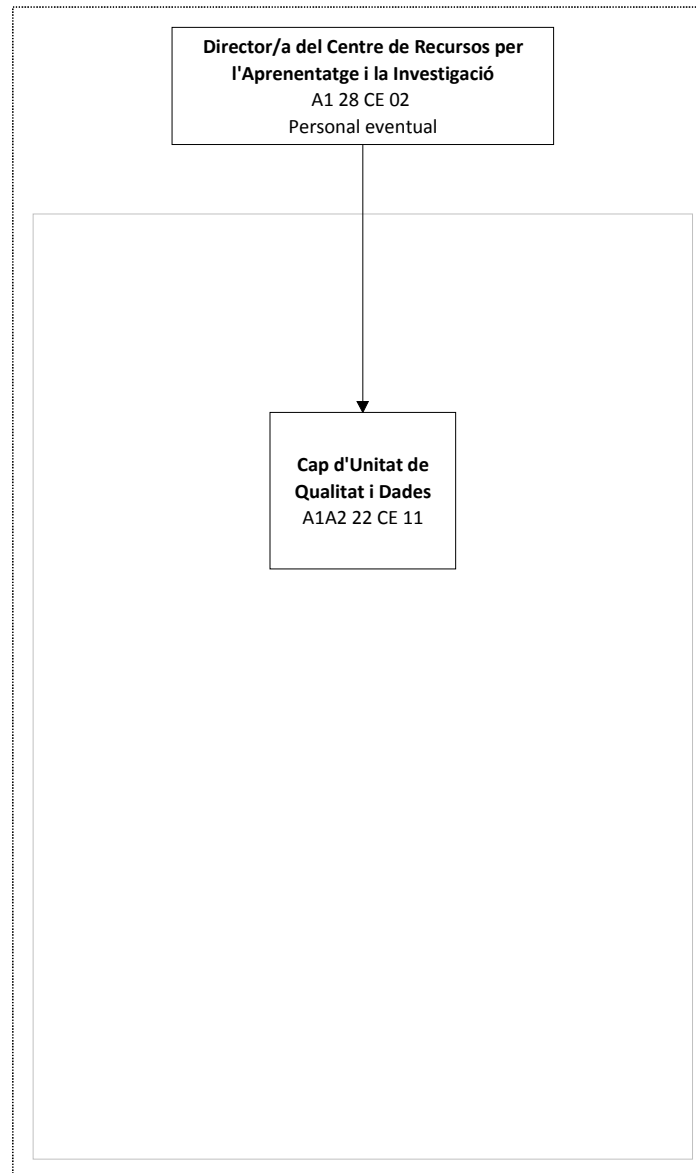 Director/a del Centre de Recursos per
l'Aprenentatge i la Investigació
A1 28 CE 02
Personal eventual
Cap d'Unitat de
Qualitat i Dades
A1A2 22 CE 11